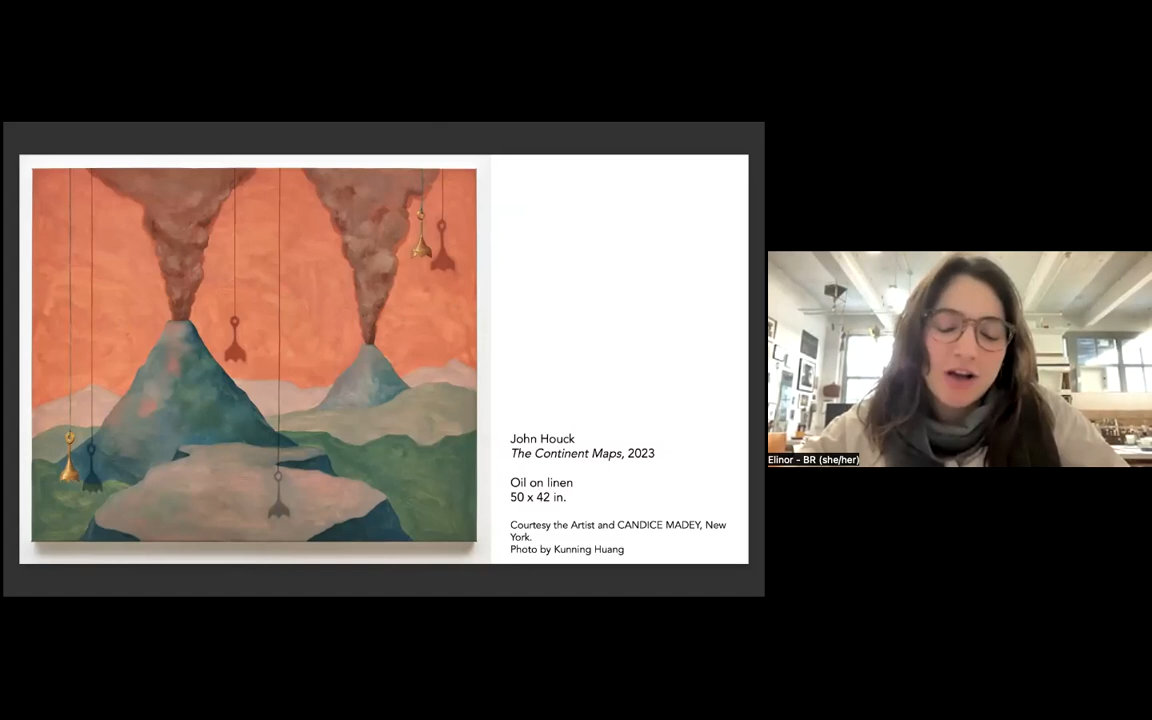 John Houck
The Continent Maps, 2023
Oil on linen
50 x 42 in.
Courtesy the Artist and CANDICE MADEY, New
York.
Photo by Kunning Huang
Elinor - BR (she/her)